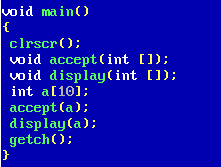 void main()
{
clrscr();
void accept(int []);
void display(int []);
int a[10];
accept(a);
display(a);
getch();
}